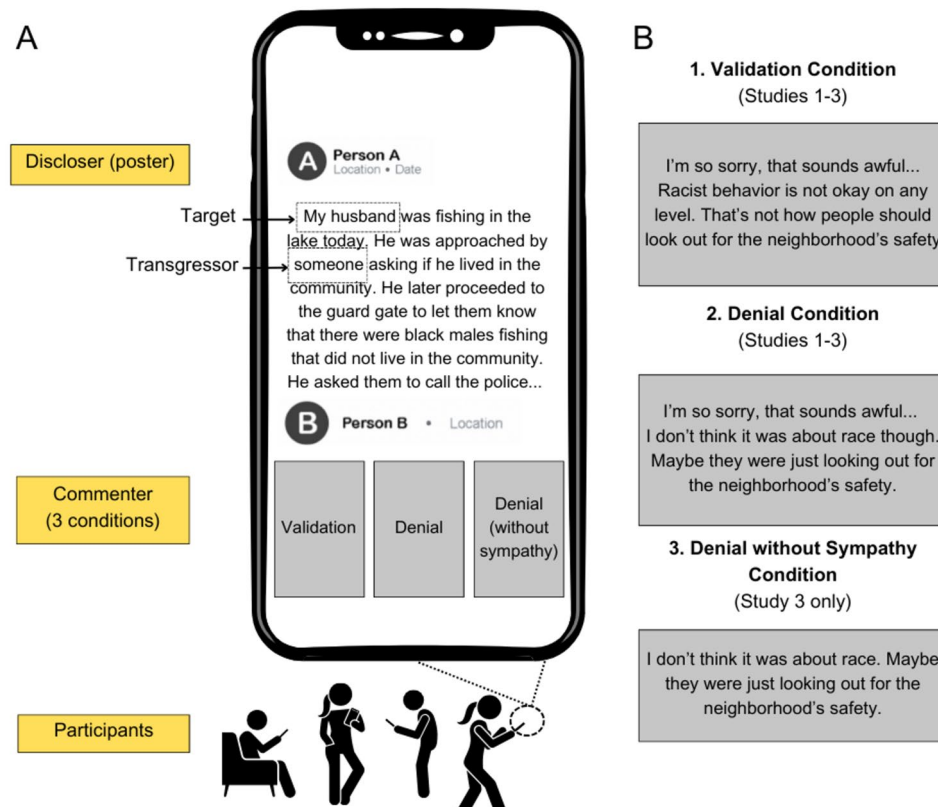 A
Discloser (poster)
A
Person A
Location • Date
Target
My husband was fishing in the
lake today. He was approached by
Transgressor
someone asking if he lived in the
community. He later proceeded to
the guard gate to let them know
that there were black males fishing
that did not live in the community.
He asked them to call the police...
B
Person B • Location
Commenter
(3 conditions)
Validation
Denial
Denial
(without
sympathy)
Participants
B
1. Validation Condition
(Studies 1-3)
I'm so sorry, that sounds awful...
Racist behavior is not okay on any
level. That's not how people should
look out for the neighborhood's safety
2. Denial Condition
(Studies 1-3)
I'm so sorry, that sounds awful...
I don't think it was about race though.
Maybe they were just looking out for
the neighborhood's safety.
3. Denial without Sympathy
Condition
(Study 3 only)
I don't think it was about race. Maybe
they were just looking out for the
neighborhood's safety.